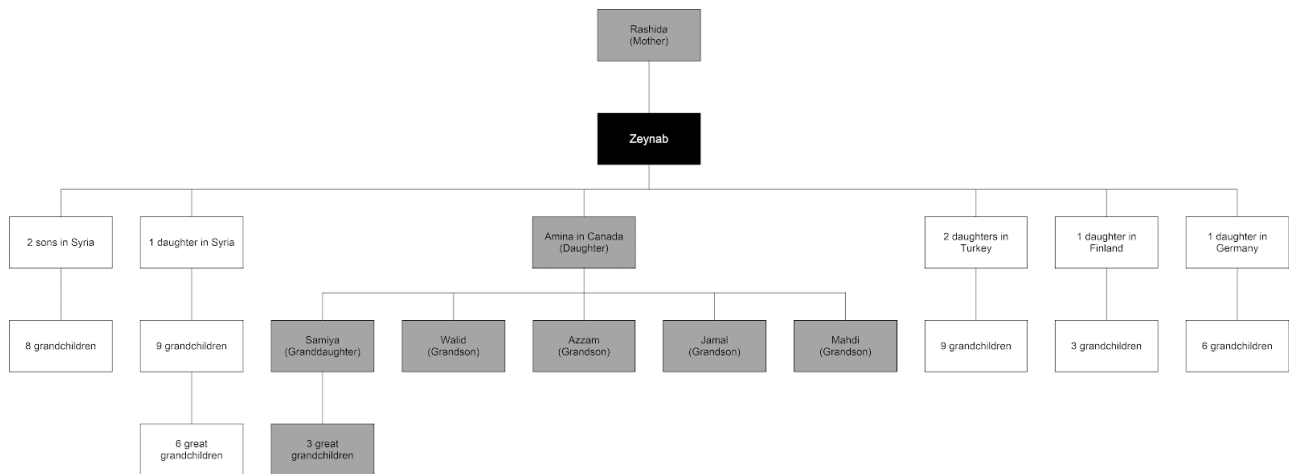 Rashida
(Mother)
Zeynab
2 sons in Syria
1 daughter in Syria
Amina in Canada
(Daughter)
2 daughters in
Turkey
1 daughter in
Finland
1 daughter in
Germany
8 grandchildren
9 grandchildren
Samiya
(Granddaughter)
Walid
(Grandson)
Azzam
(Grandson)
Jamal
(Grandson)
Mahdi
(Grandson)
9 grandchildren
3 grandchildren
6 grandchildren
6 great
grandchildren
3 great
grandchildren